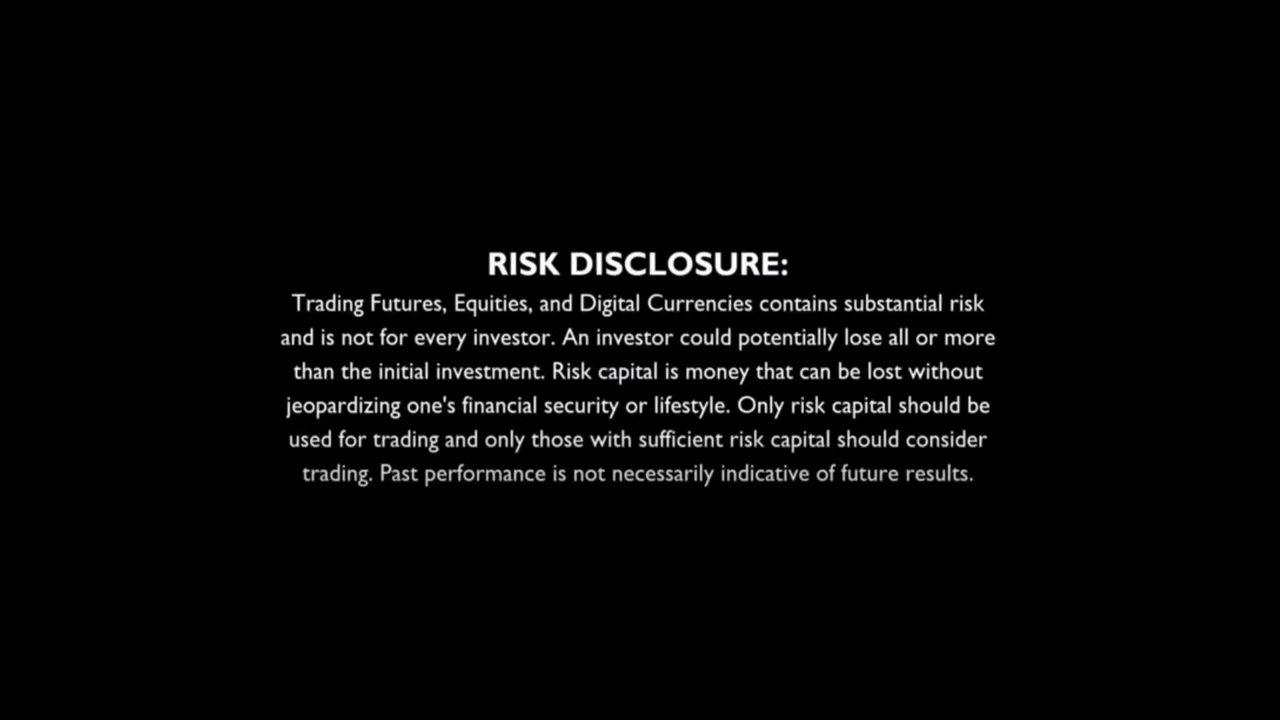 RISK DISCLOSURE:
Trading Futures, Equities, and Digital Currencies contains substantial risk
and is not for every investor. An investor could potentially lose all or more
than the initial investment. Risk capital is money that can be lost without
jeopardizing one's financial security or lifestyle. Only risk capital should be
used for trading and only those with sufficient risk capital should consider
trading. Past performance is not necessarily indicative of future results.